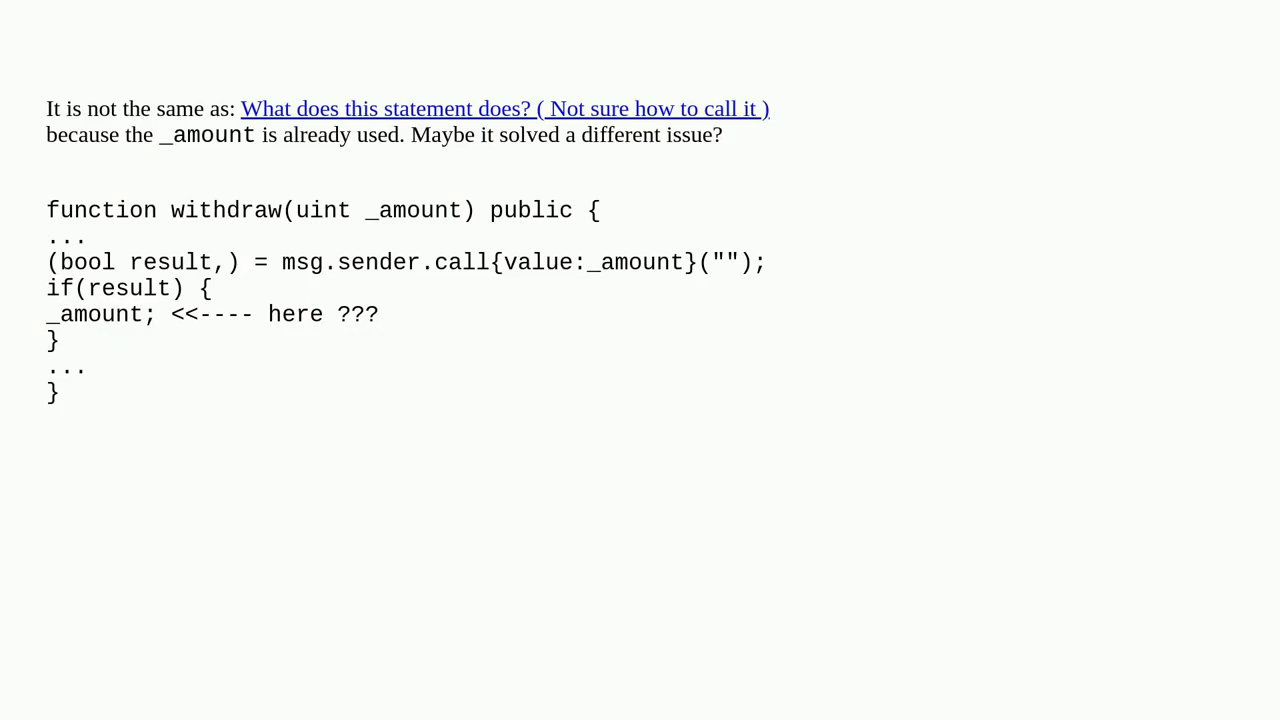 It is not the same as: What does this statement does? ( Not sure how to call it )
because the _amount is already used. Maybe it solved a different issue?
function withdraw(uint _amount) public {
...
(bool result,) = msg.sender.call{value:_amount}("");
if(result) {
_amount; <<---- here ???
}
...
}